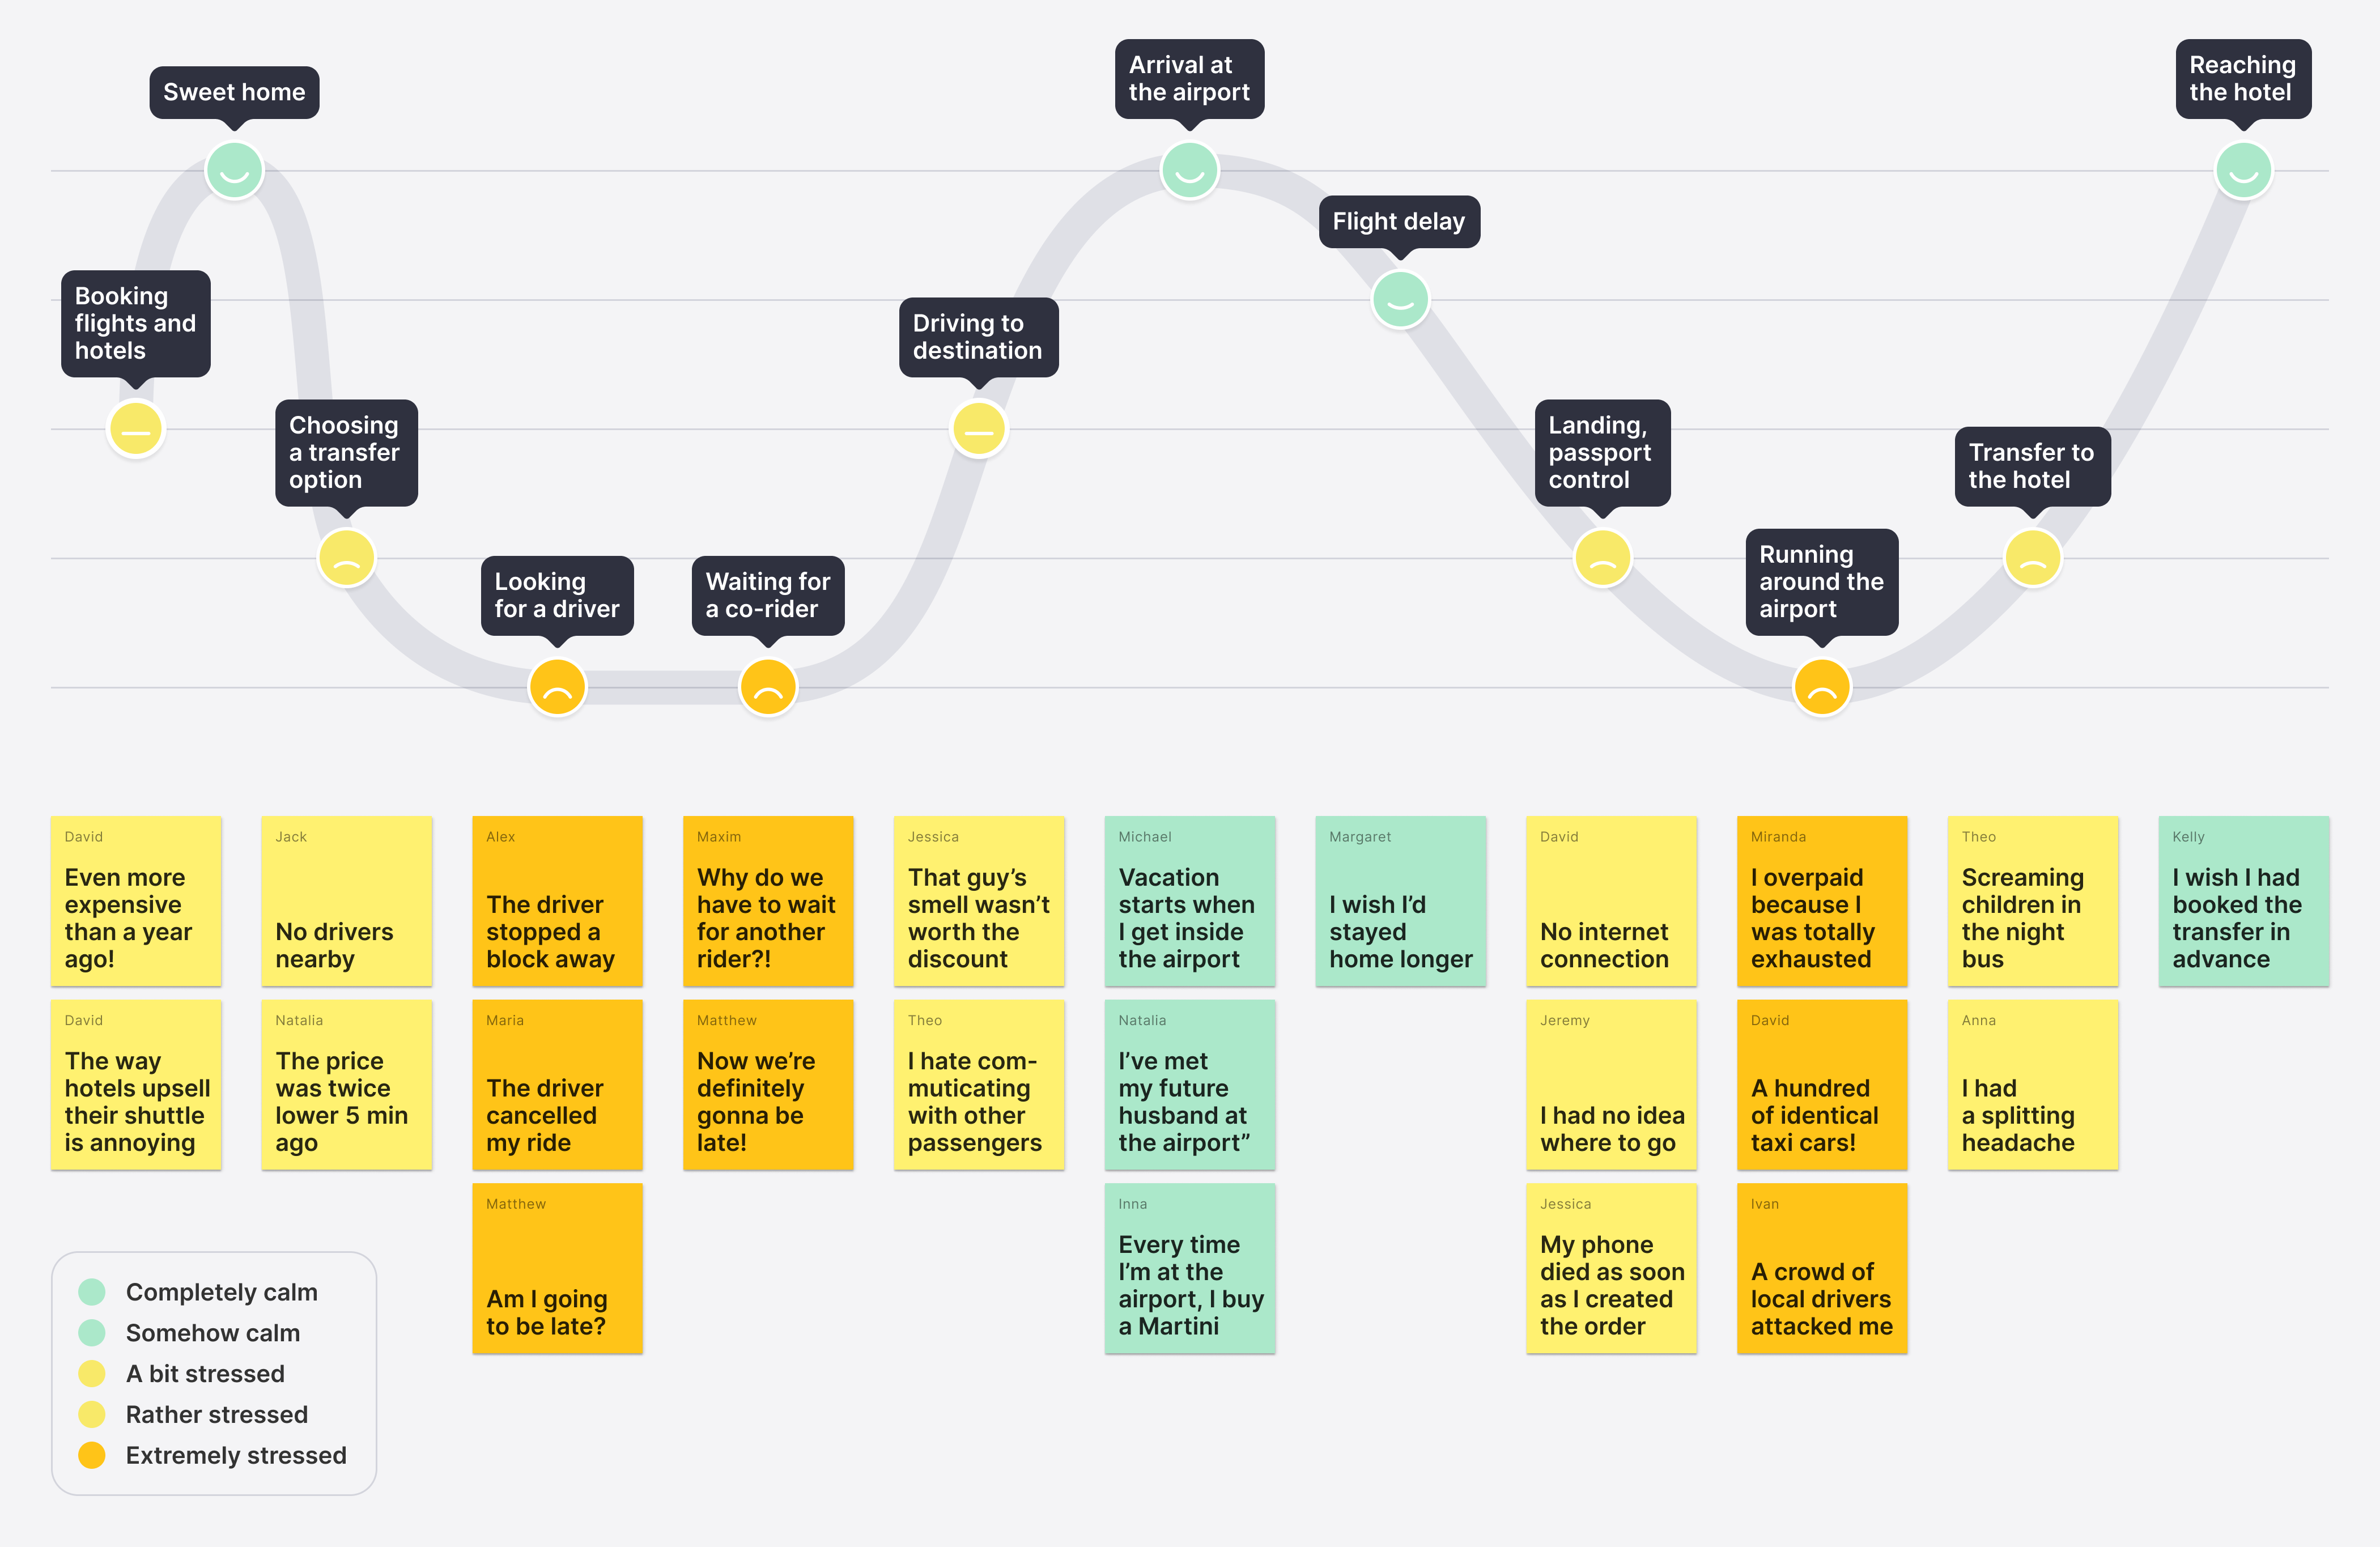 Sweet home
Arrival at
the airport
Reaching
the hotel
Flight delay
Booking
flights and
hotels
Driving to
destination
Choosing
a transfer
option
Landing,
passport
control
Transfer to
the hotel
Looking
for a driver
Waiting for
a co-rider
Running
around the
airport
David
Even more
expensive
than a year
ago!
Jack
No drivers
nearby
Alex
The driver
stopped a
block away
Maxim
Why do we
have to wait
for another
rider?!
Jessica
That guy’s
smell wasn’t
worth the
discount
Michael
Vacation
starts when
I get inside
the airport
Margaret
I wish I’d
stayed
home longer
David
No internet
connection
Miranda
I overpaid
because I
was totally
exhausted
Theo
Screaming
children in
the night
bus
Kelly
I wish I had
booked the
transfer in
advance
David
The way
hotels upsell
their shuttle
is annoying
Natalia
The price
was twice
lower 5 min
ago
Maria
The driver
cancelled
my ride
Matthew
Now we’re
definitely
gonna be
late!
Theo
I hate com-
muticating
with other
passengers
Natalia
I’ve met
my future
husband at
the airport”
Jeremy
I had no idea
where to go
David
A hundred
of identical
taxi cars!
Anna
I had
a splitting
headache
Matthew
Am I going
to be late?
Inna
Every time
I’m at the
airport, I buy
a Martini
Jessica
My phone
died as soon
as I created
the order
Ivan
A crowd of
local drivers
attacked me
Completely calm
Somehow calm
A bit stressed
Rather stressed
Extremely stressed